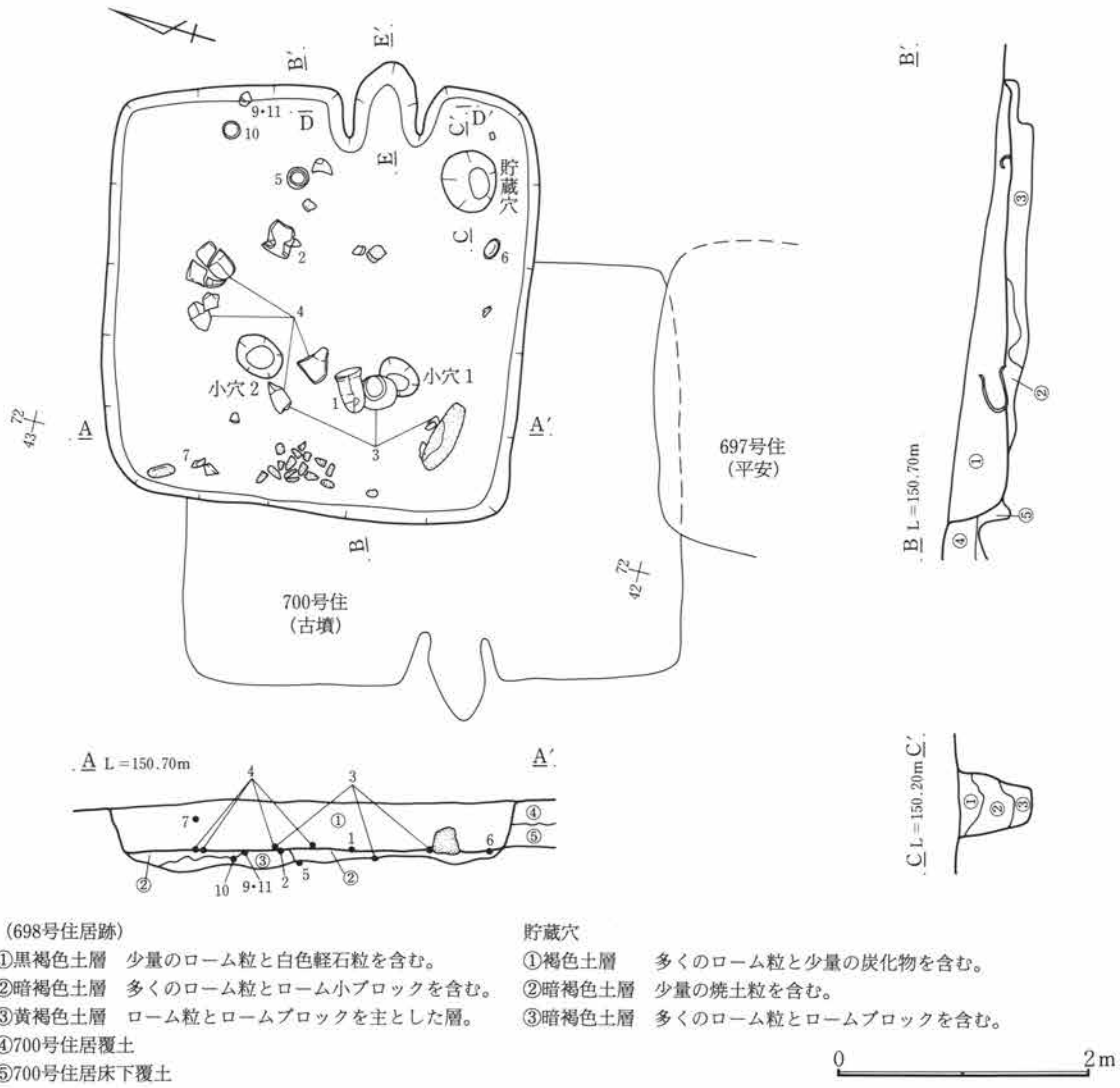 E′
B′
9・11
D
10
C′
D′
E
5
貯蔵穴
C
2
6
4
小穴2
小穴1
1
72
43
A
A′
3
7
697号住
(平安)
B
72
42
700号住
(古墳)
B′
③
②
①
⑤
④
B L=150.70m
A L=150.70m
A′
4
3
7
①
④
⑤
1
6
②
③
②
10
9・11
2
5
C′
①
②
③
C L=150.20m
(698号住居跡)
①黒褐色土層 少量のローム粒と白色軽石粒を含む。
②暗褐色土層 多くのローム粒とローム小ブロックを含む。
③黄褐色土層 ローム粒とロームブロックを主とした層。
④700号住居覆土
⑤700号住居床下覆土
貯蔵穴
①褐色土層 多くのローム粒と少量の炭化物を含む。
②暗褐色土層 少量の焼土粒を含む。
③暗褐色土層 多くのローム粒とロームブロックを含む。
0 2m